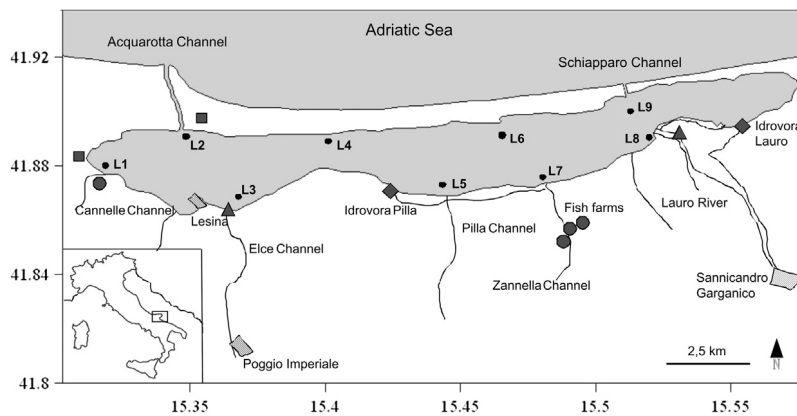 Adriatic Sea
Acquarotta Channel
Schiapparo Channel
41.92
L9
Idrovora
Lauro
L2
L4
L6
L8
41.88
L1
L3
L5
L7
Cannelle Channel
Lesina
Idrovora Pilla
Fish farms
Lauro River
Pilla Channel
Elce Channel
41.84
Zannella Channel
Sannicandro
Garganico
2,5 km
N
Poggio Imperiale
41.8
15.35
15.4
15.45
15.5
15.55